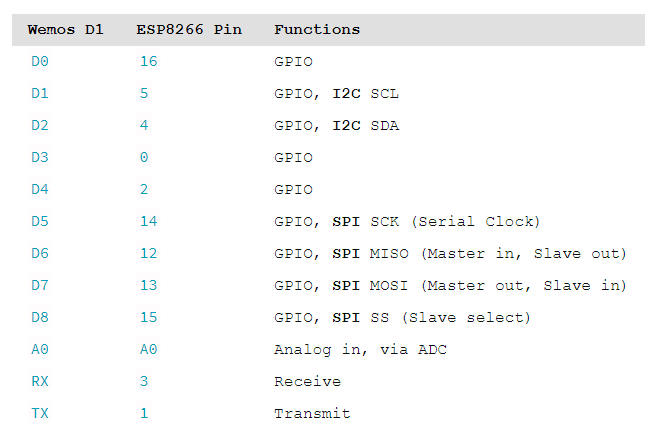 Wemos D1 ESP8266 Pin Functions
D0 16 GPIO
D1 5 GPIO, I2C SCL
D2 4 GPIO, I2C SDA
D3 0 GPIO
D4 2 GPIO
D5 14 GPIO, SPI SCK (Serial Clock)
D6 12 GPIO, SPI MISO (Master in, Slave out)
D7 13 GPIO, SPI MOSI (Master out, Slave in)
D8 15 GPIO, SPI SS (Slave select)
A0 A0 Analog in, via ADC
RX 3 Receive
TX 1 Transmit